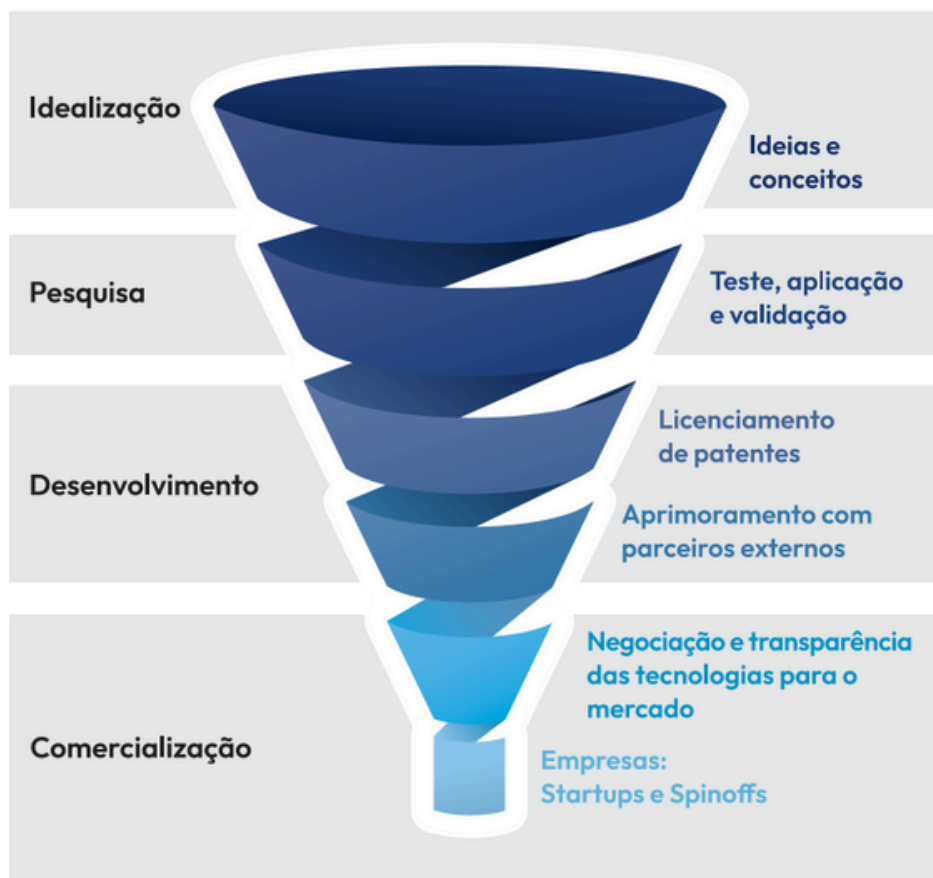 Idealização
Ideias e
conceitos
Pesquisa
Teste, aplicação
e validação
Desenvolvimento
Licenciamento
de patentes
Aprimoramento com
parceiros externos
Comercialização
Negociação e transparência
das tecnologias para o
mercado
Empresas:
Startups e Spinoffs